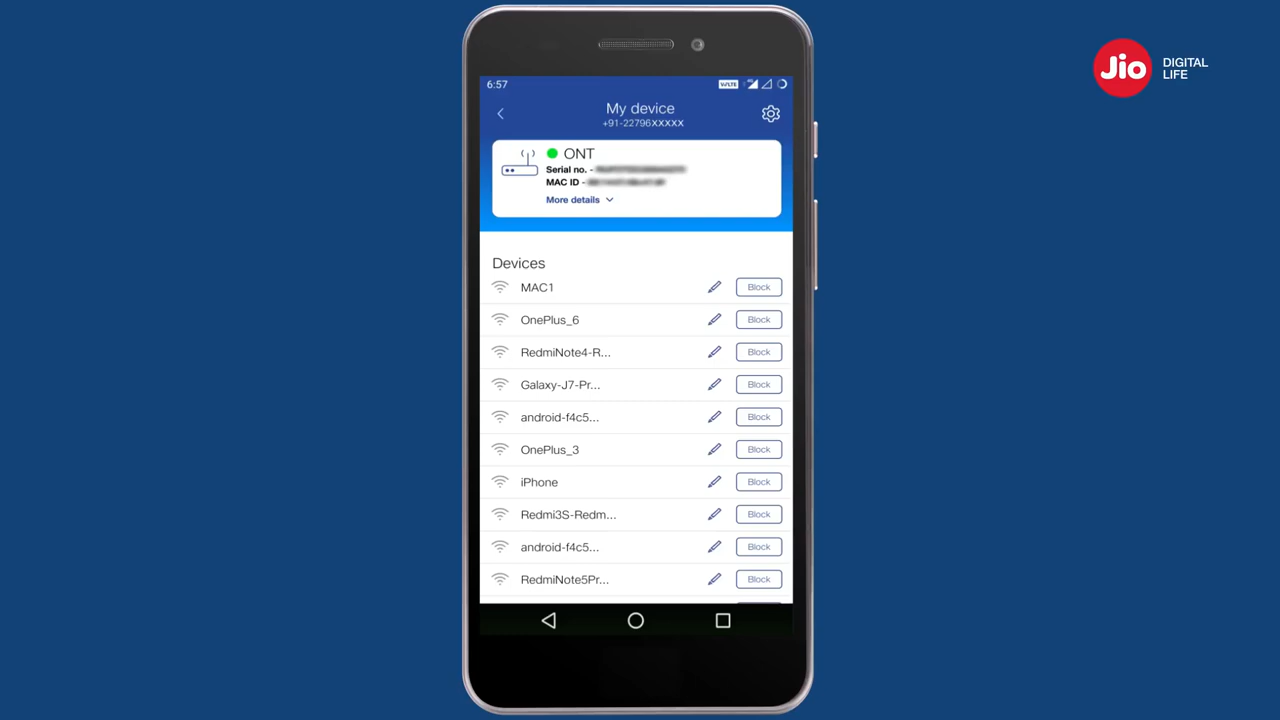 Jio
DIGITAL
LIFE
6:57
VoLTE
My device
+91-22796XXXXX
ONT
Serial no. -
MAC ID -
More details
Devices
MAC1 Block
OnePlus_6 Block
RedmiNote4-R... Block
Galaxy-J7-Pr... Block
android-f4c5... Block
OnePlus_3 Block
iPhone Block
Redmi3S-Redm... Block
android-f4c5... Block
RedmiNote5Pr... Block